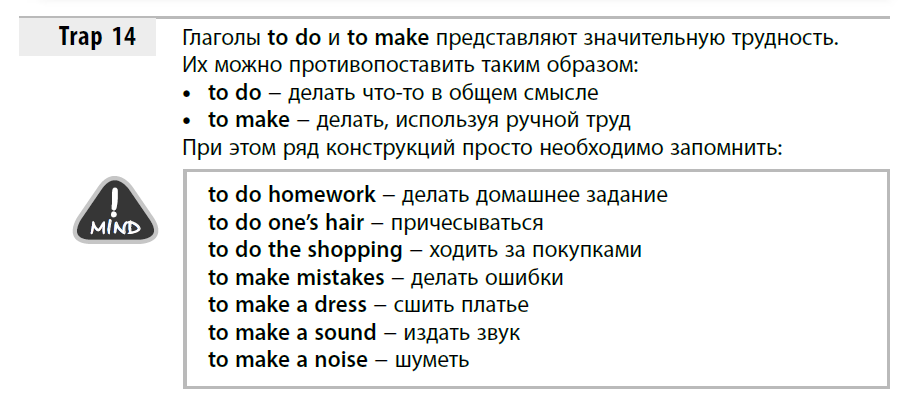 Trap 14
Глаголы to do и to make представляют значительную трудность.
Их можно противопоставить таким образом:
• to do – делать что-то в общем смысле
• to make – делать, используя ручной труд
При этом ряд конструкций просто необходимо запомнить:
!
MIND
to do homework – делать домашнее задание
to do one’s hair – причесываться
to do the shopping – ходить за покупками
to make mistakes – делать ошибки
to make a dress – сшить платье
to make a sound – издать звук
to make a noise – шуметь